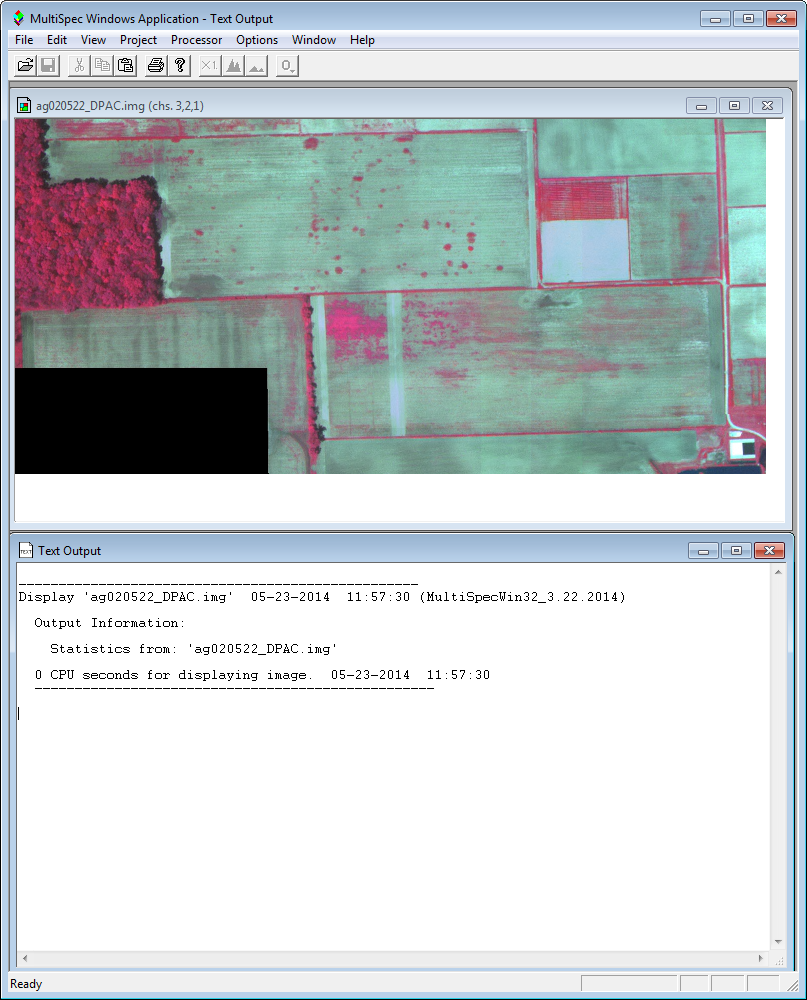 MultiSpec Windows Application - Text Output
File Edit View Project Processor Options Window Help
×1
ag020522_DPAC.img (chs. 3,2,1)
TEXT Text Output
Display 'ag020522_DPAC.img' 05-23-2014 11:57:30 (MultiSpecWin32_3.22.2014)
Output Information:
Statistics from: 'ag020522_DPAC.img'
0 CPU seconds for displaying image. 05-23-2014 11:57:30
Ready